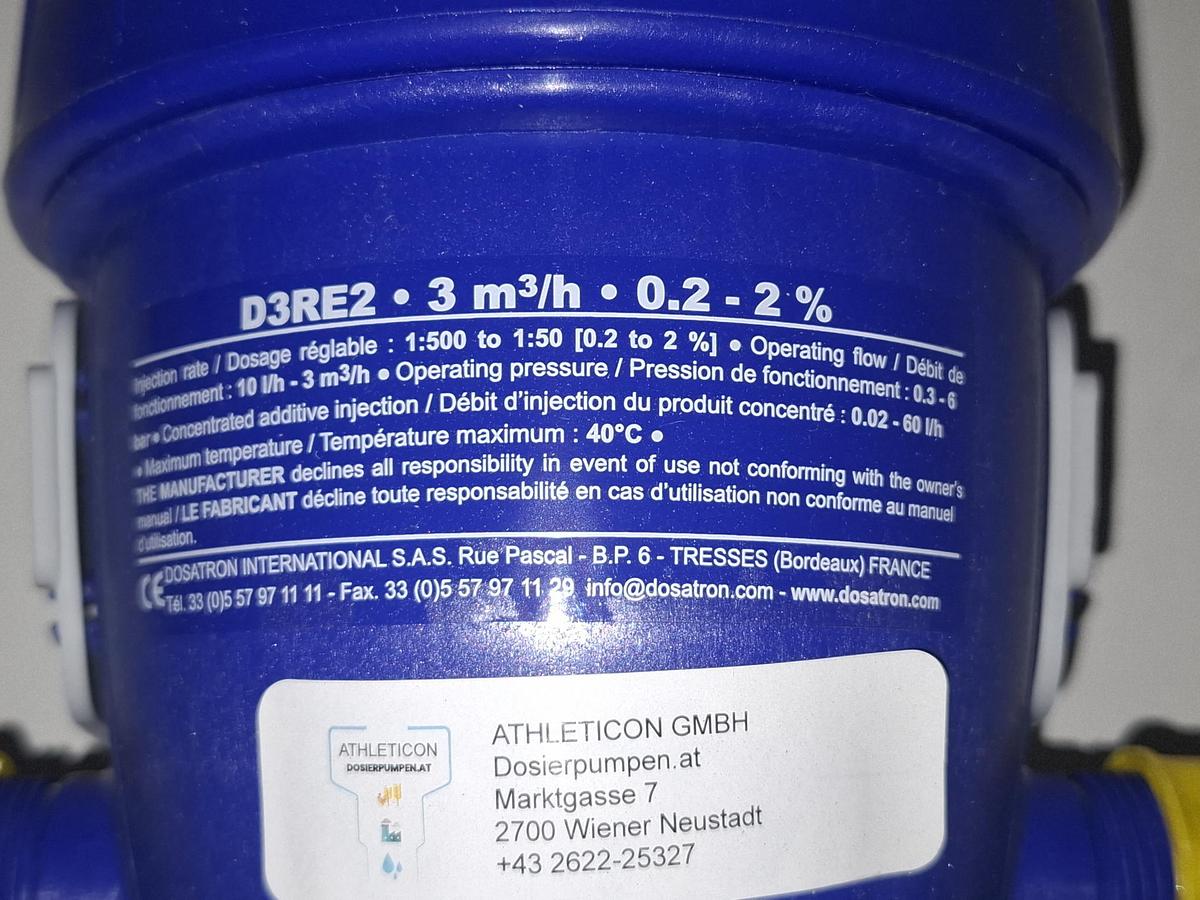 D3RE2 • 3 m³/h • 0.2 - 2 %
Injection rate / Dosage réglable : 1:500 to 1:50 [0.2 to 2 %] • Operating flow / Débit de
fonctionnement : 10 l/h - 3 m³/h • Operating pressure / Pression de fonctionnement : 0.3 - 6
bar • Concentrated additive injection / Débit d'injection du produit concentré : 0.02 - 60 l/h
• Maximum temperature / Température maximum : 40°C •
THE MANUFACTURER declines all responsibility in event of use not conforming with the owner's
manual / LE FABRICANT décline toute responsabilité en cas d'utilisation non conforme au manuel
d'utilisation.
CE DOSATRON INTERNATIONAL S.A.S. Rue Pascal - B.P. 6 - TRESSES (Bordeaux) FRANCE
Tél. 33 (0)5 57 97 11 11 - Fax. 33 (0)5 57 97 11 29 info@dosatron.com - www.dosatron.com
ATHLETICON
DOSIERPUMPEN.AT
ATHLETICON GMBH
Dosierpumpen.at
Marktgasse 7
2700 Wiener Neustadt
+43 2622-25327